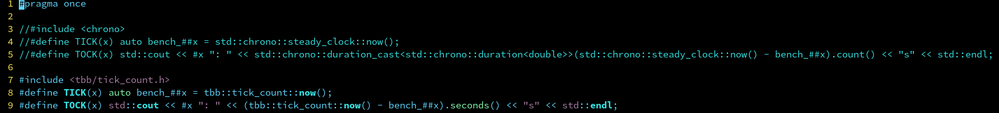 1 #pragma once
2
3 //#include <chrono>
4 //#define TICK(x) auto bench_##x = std::chrono::steady_clock::now();
5 //#define TOCK(x) std::cout << #x ": " << std::chrono::duration_cast<std::chrono::duration<double>>(std::chrono::steady_clock::now() - bench_##x).count() << "s" << std::endl;
6
7 #include <tbb/tick_count.h>
8 #define TICK(x) auto bench_##x = tbb::tick_count::now();
9 #define TOCK(x) std::cout << #x ": " << (tbb::tick_count::now() - bench_##x).seconds() << "s" << std::endl;